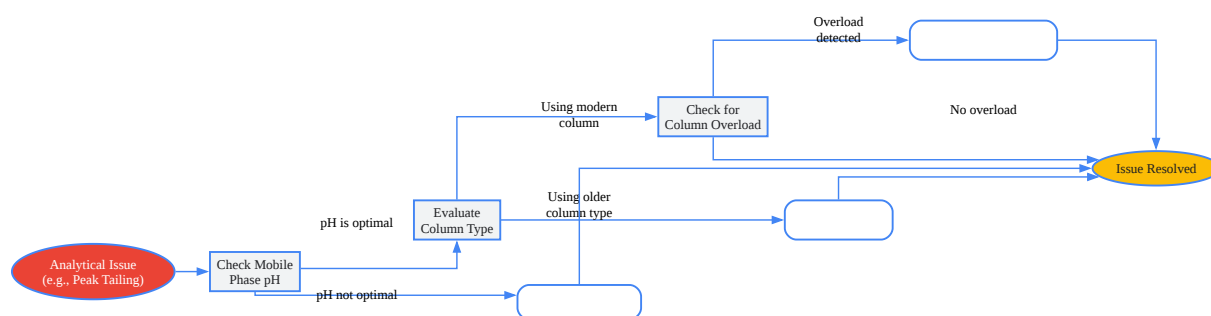 Overload
detected
Using modern
column
Check for
Column Overload
No overload
Issue Resolved
Using older
column type
pH is optimal
Evaluate
Column Type
Analytical Issue
(e.g., Peak Tailing)
Check Mobile
Phase pH
pH not optimal